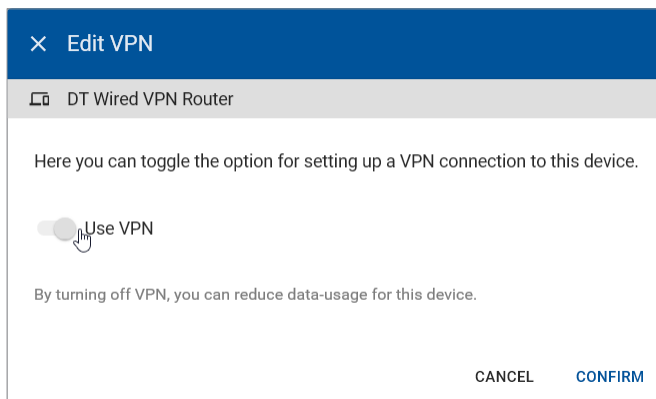 Edit VPN
DT Wired VPN Router
Here you can toggle the option for setting up a VPN connection to this device.
Use VPN
By turning off VPN, you can reduce data-usage for this device.
CANCEL CONFIRM